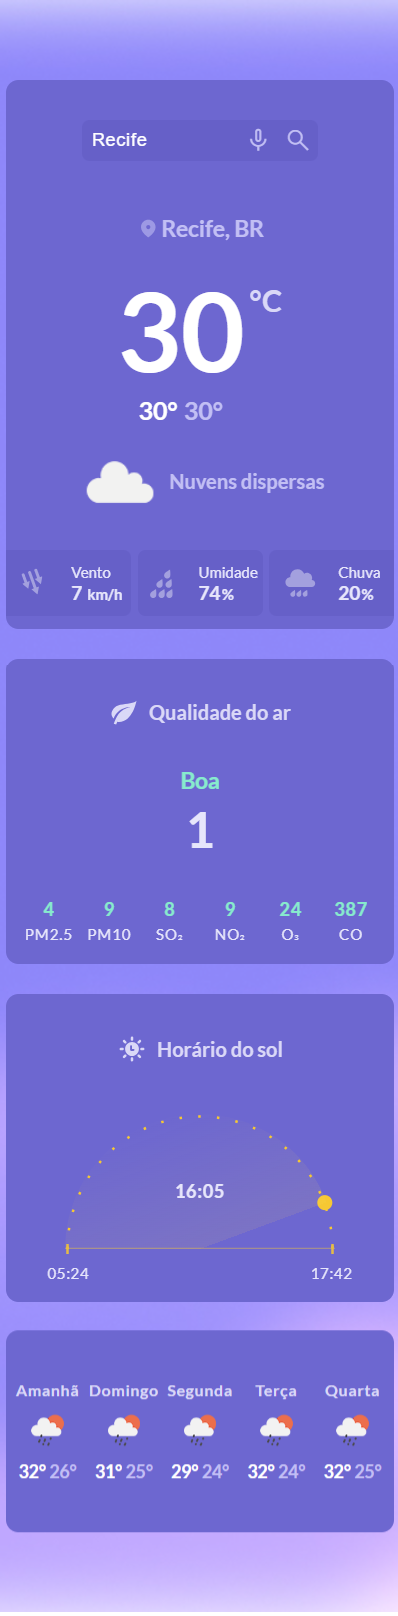 Recife
Recife, BR
30 °C
30° 30°
Nuvens dispersas
Vento Umidade Chuva
7 km/h 74% 20%
Qualidade do ar
Boa
1
4 9 8 9 24 387
PM2.5 PM10 SO₂ NO₂ O₃ CO
Horário do sol
16:05
05:24 17:42
Amanhã Domingo Segunda Terça Quarta
32° 26° 31° 25° 29° 24° 32° 24° 32° 25°